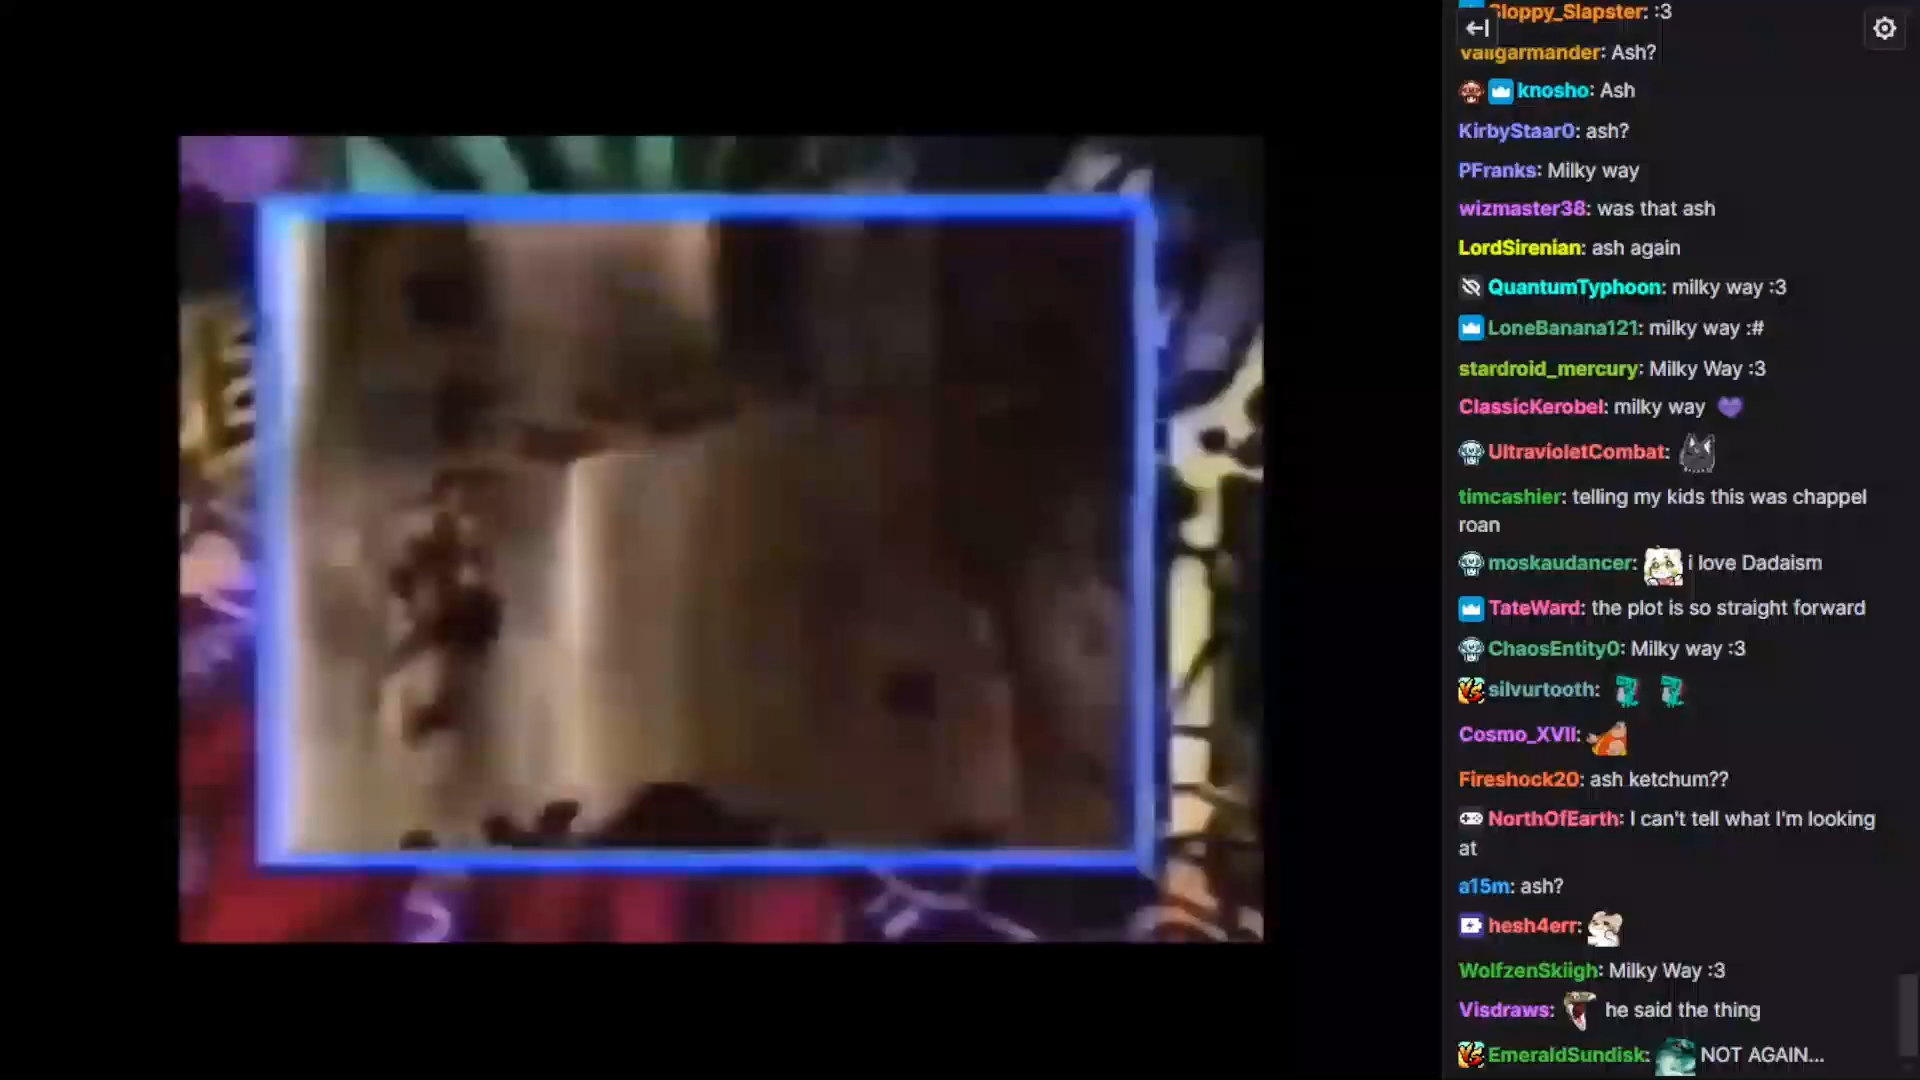 Sloppy_Slapster: :3
Valigarmander: Ash?
knosho: Ash
KirbyStaar0: ash?
PFranks: Milky way
wizmaster38: was that ash
LordSirenian: ash again
QuantumTyphoon: milky way :3
LoneBanana121: milky way :#
stardroid_mercury: Milky Way :3
ClassicKerobel: milky way
UltravioletCombat:
timcashier: telling my kids this was chappel
roan
moskaudancer: i love Dadaism
TateWard: the plot is so straight forward
ChaosEntity0: Milky way :3
silvurtooth:
Cosmo_XVII:
Fireshock20: ash ketchum??
NorthOfEarth: I can't tell what I'm looking
at
a15m: ash?
hesh4err:
WolfzenSkiigh: Milky Way :3
Visdraws: he said the thing
EmeraldSundisk: NOT AGAIN...